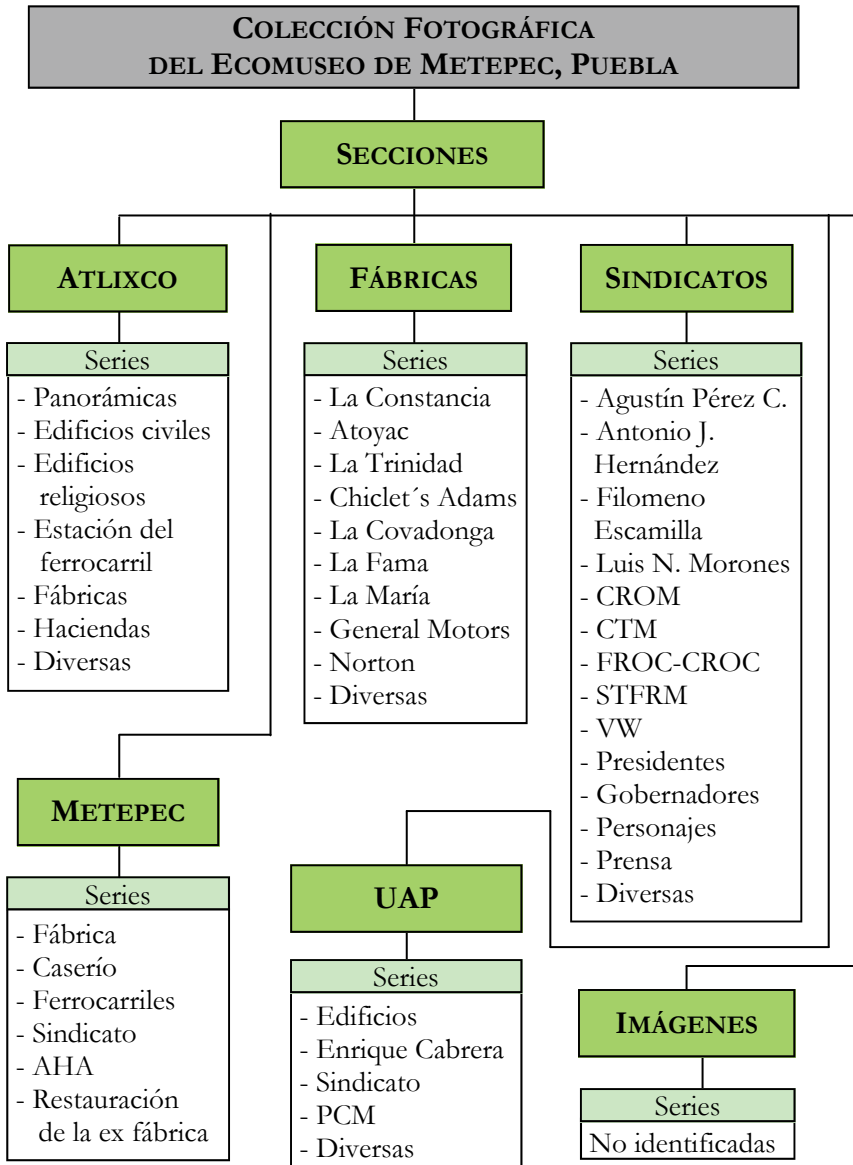 COLECCIÓN FOTOGRÁFICA
DEL ECOMUSEO DE METEPEC, PUEBLA
SECCIONES
ATLIXCO
Series
- Panorámicas
- Edificios civiles
- Edificios
religiosos
- Estación del
ferrocarril
- Fábricas
- Haciendas
- Diversas
FÁBRICAS
Series
- La Constancia
- Atoyac
- La Trinidad
- Chiclet´s Adams
- La Covadonga
- La Fama
- La María
- General Motors
- Norton
- Diversas
SINDICATOS
Series
- Agustín Pérez C.
- Antonio J.
Hernández
- Filomeno
Escamilla
- Luis N. Morones
- CROM
- CTM
- FROC-CROC
- STFRM
- VW
- Presidentes
- Gobernadores
- Personajes
- Prensa
- Diversas
METEPEC
Series
- Fábrica
- Caserío
- Ferrocarriles
- Sindicato
- AHA
- Restauración
de la ex fábrica
UAP
Series
- Edificios
- Enrique Cabrera
- Sindicato
- PCM
- Diversas
IMÁGENES
Series
No identificadas